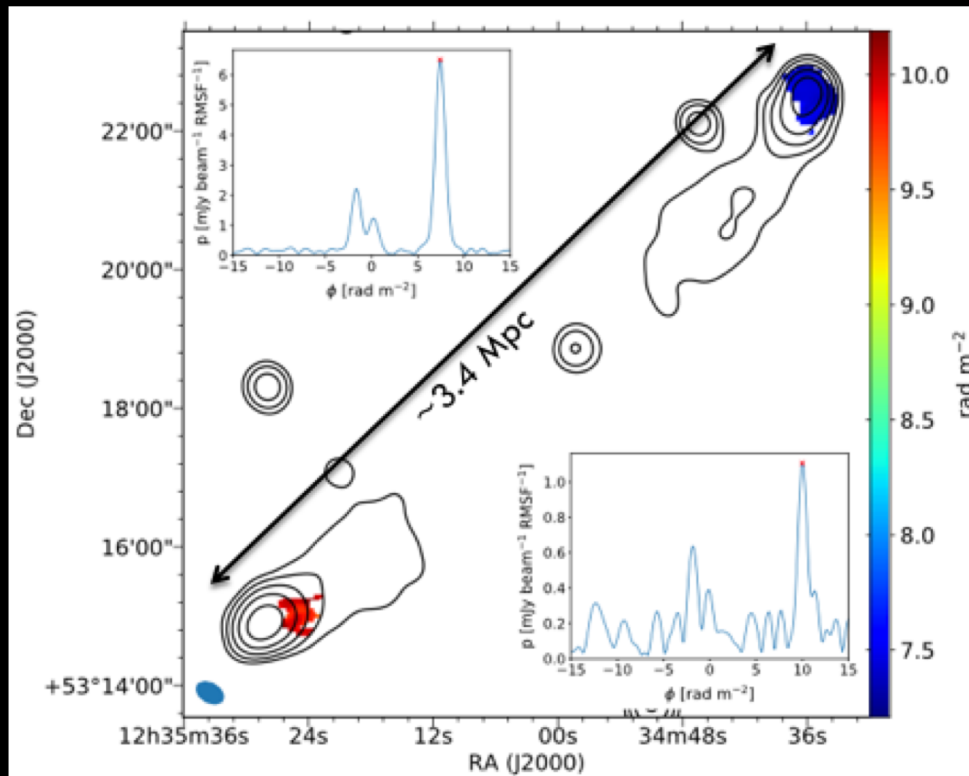 6
5
4
3
2
1
0
p [mJy beam⁻¹ RMSF⁻¹]
−15 −10 −5 0 5 10 15
ϕ [rad m⁻²]
~3.4 Mpc
1.0
0.8
0.6
0.4
0.2
0.0
p [mJy beam⁻¹ RMSF⁻¹]
−15 −10 −5 0 5 10 15
ϕ [rad m⁻²]
22'00"
20'00"
18'00"
16'00"
+53°14'00"
Dec (J2000)
12h35m36s 24s 12s 00s 34m48s 36s
RA (J2000)
10.0
9.5
9.0
8.5
8.0
7.5
rad m⁻²